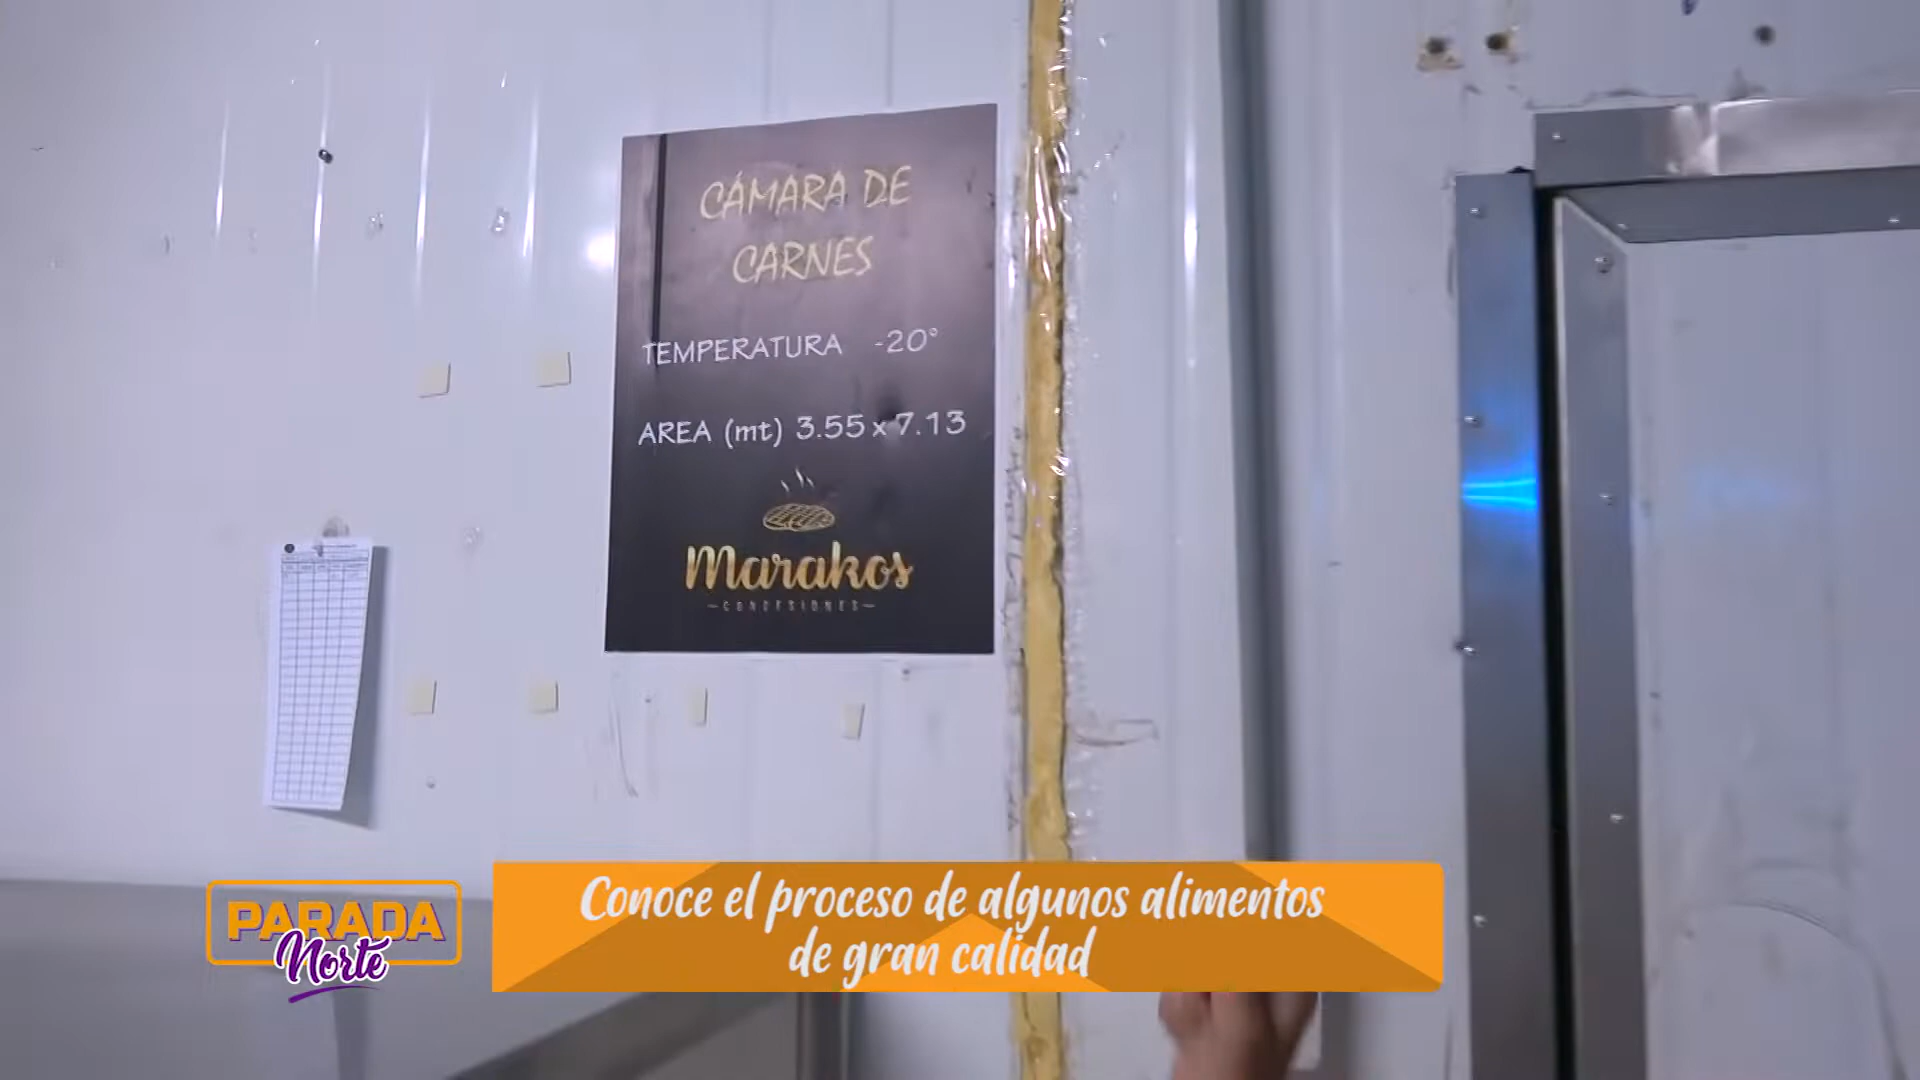 CÁMARA DE
CARNES
TEMPERATURA -20°
AREA (mt) 3.55 x 7.13
Marakos
CONCESIONES
PARADA
Norte
Conoce el proceso de algunos alimentos
de gran calidad